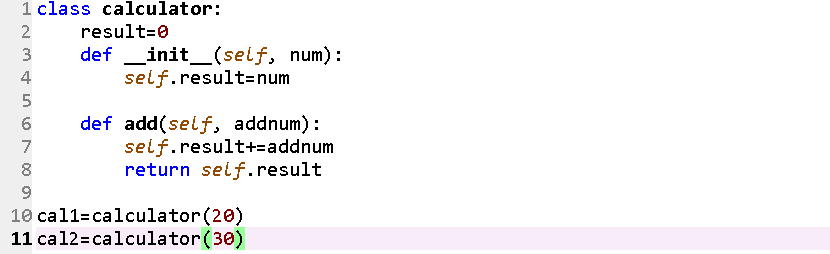 1 class calculator:
2     result=0
3     def __init__(self, num):
4         self.result=num
5
6     def add(self, addnum):
7         self.result+=addnum
8         return self.result
9
10 cal1=calculator(20)
11 cal2=calculator(30)